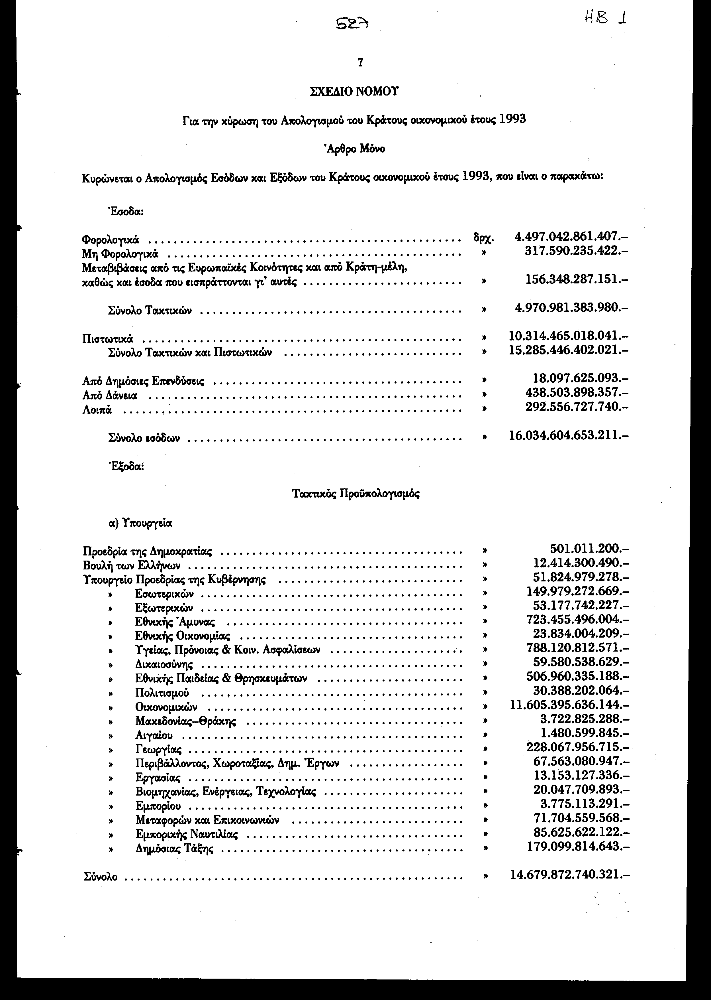 527
HB 1
7
ΣΧΕΔΙΟ ΝΟΜΟΥ
Για την κύρωση του Απολογισμού του Κράτους οικονομικού έτους 1993
Άρθρο Μόνο
Κυρώνεται ο Απολογισμός Εσόδων και Εξόδων του Κράτους οικονομικού έτους 1993, που είναι ο παρακάτω:
Έσοδα:
Φορολογικά ........ δρχ. 4.497.042.861.407.–
Μη Φορολογικά ........ » 317.590.235.422.–
Μεταβιβάσεις από τις Ευρωπαϊκές Κοινότητες και από Κράτη-μέλη,
καθώς και έσοδα που εισπράττονται γι’ αυτές ........ » 156.348.287.151.–
Σύνολο Τακτικών ........ » 4.970.981.383.980.–
Πιστωτικά ........ » 10.314.465.018.041.–
Σύνολο Τακτικών και Πιστωτικών ........ » 15.285.446.402.021.–
Από Δημόσιες Επενδύσεις ........ » 18.097.625.093.–
Από Δάνεια ........ » 438.503.898.357.–
Λοιπά ........ » 292.556.727.740.–
Σύνολο εσόδων ........ » 16.034.604.653.211.–
Έξοδα:
Τακτικός Προϋπολογισμός
α) Υπουργεία
Προεδρία της Δημοκρατίας ........ » 501.011.200.–
Βουλή των Ελλήνων ........ » 12.414.300.490.–
Υπουργείο Προεδρίας της Κυβέρνησης ........ » 51.824.979.278.–
» Εσωτερικών ........ » 149.979.272.669.–
» Εξωτερικών ........ » 53.177.742.227.–
» Εθνικής Άμυνας ........ » 723.455.496.004.–
» Εθνικής Οικονομίας ........ » 23.834.004.209.–
» Υγείας, Πρόνοιας & Κοιν. Ασφαλίσεων ........ » 788.120.812.571.–
» Δικαιοσύνης ........ » 59.580.538.629.–
» Εθνικής Παιδείας & Θρησκευμάτων ........ » 506.960.335.188.–
» Πολιτισμού ........ » 30.388.202.064.–
» Οικονομικών ........ » 11.605.395.636.144.–
» Μακεδονίας–Θράκης ........ » 3.722.825.288.–
» Αιγαίου ........ » 1.480.599.845.–
» Γεωργίας ........ » 228.067.956.715.–
» Περιβάλλοντος, Χωροταξίας, Δημ. Έργων ........ » 67.563.080.947.–
» Εργασίας ........ » 13.153.127.336.–
» Βιομηχανίας, Ενέργειας, Τεχνολογίας ........ » 20.047.709.893.–
» Εμπορίου ........ » 3.775.113.291.–
» Μεταφορών και Επικοινωνιών ........ » 71.704.559.568.–
» Εμπορικής Ναυτιλίας ........ » 85.625.622.122.–
» Δημόσιας Τάξης ........ » 179.099.814.643.–
Σύνολο ........ » 14.679.872.740.321.–